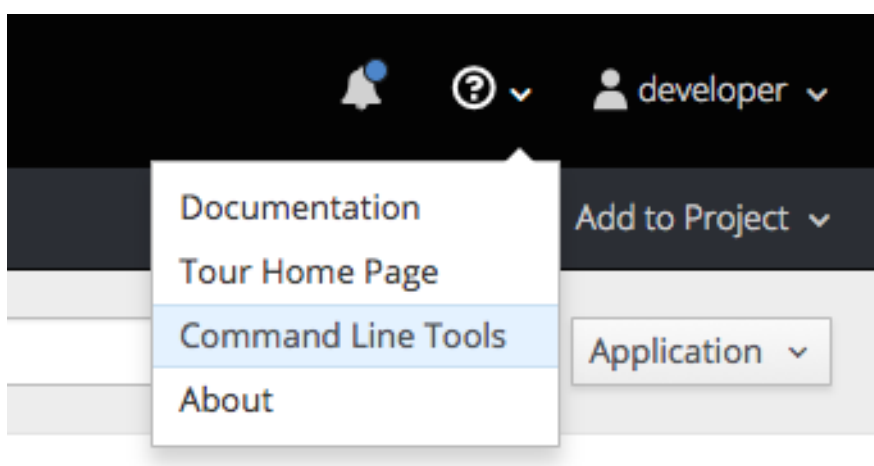 developer
Documentation
Add to Project
Tour Home Page
Command Line Tools
Application
About